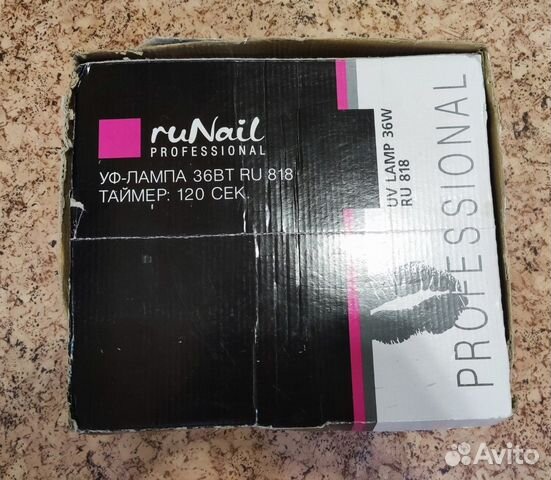 ruNail
PROFESSIONAL
УФ-ЛАМПА 36ВТ RU 818
ТАЙМЕР: 120 СЕК.
UV LAMP 36W
RU 818
PROFESSIONAL
Avito